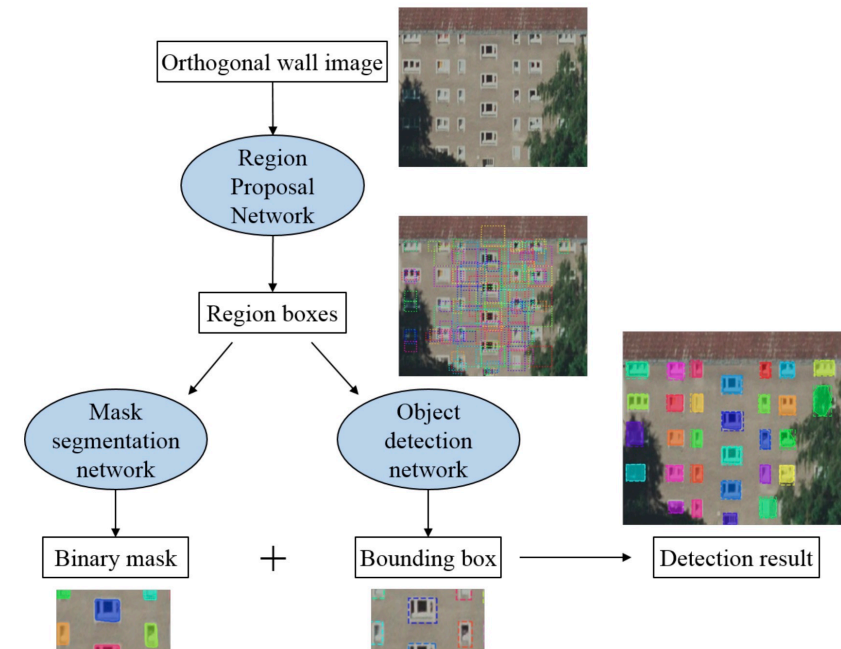 Orthogonal wall image
Region
Proposal
Network
Region boxes
Mask
segmentation
network
Object
detection
network
Binary mask
+
Bounding box
Detection result